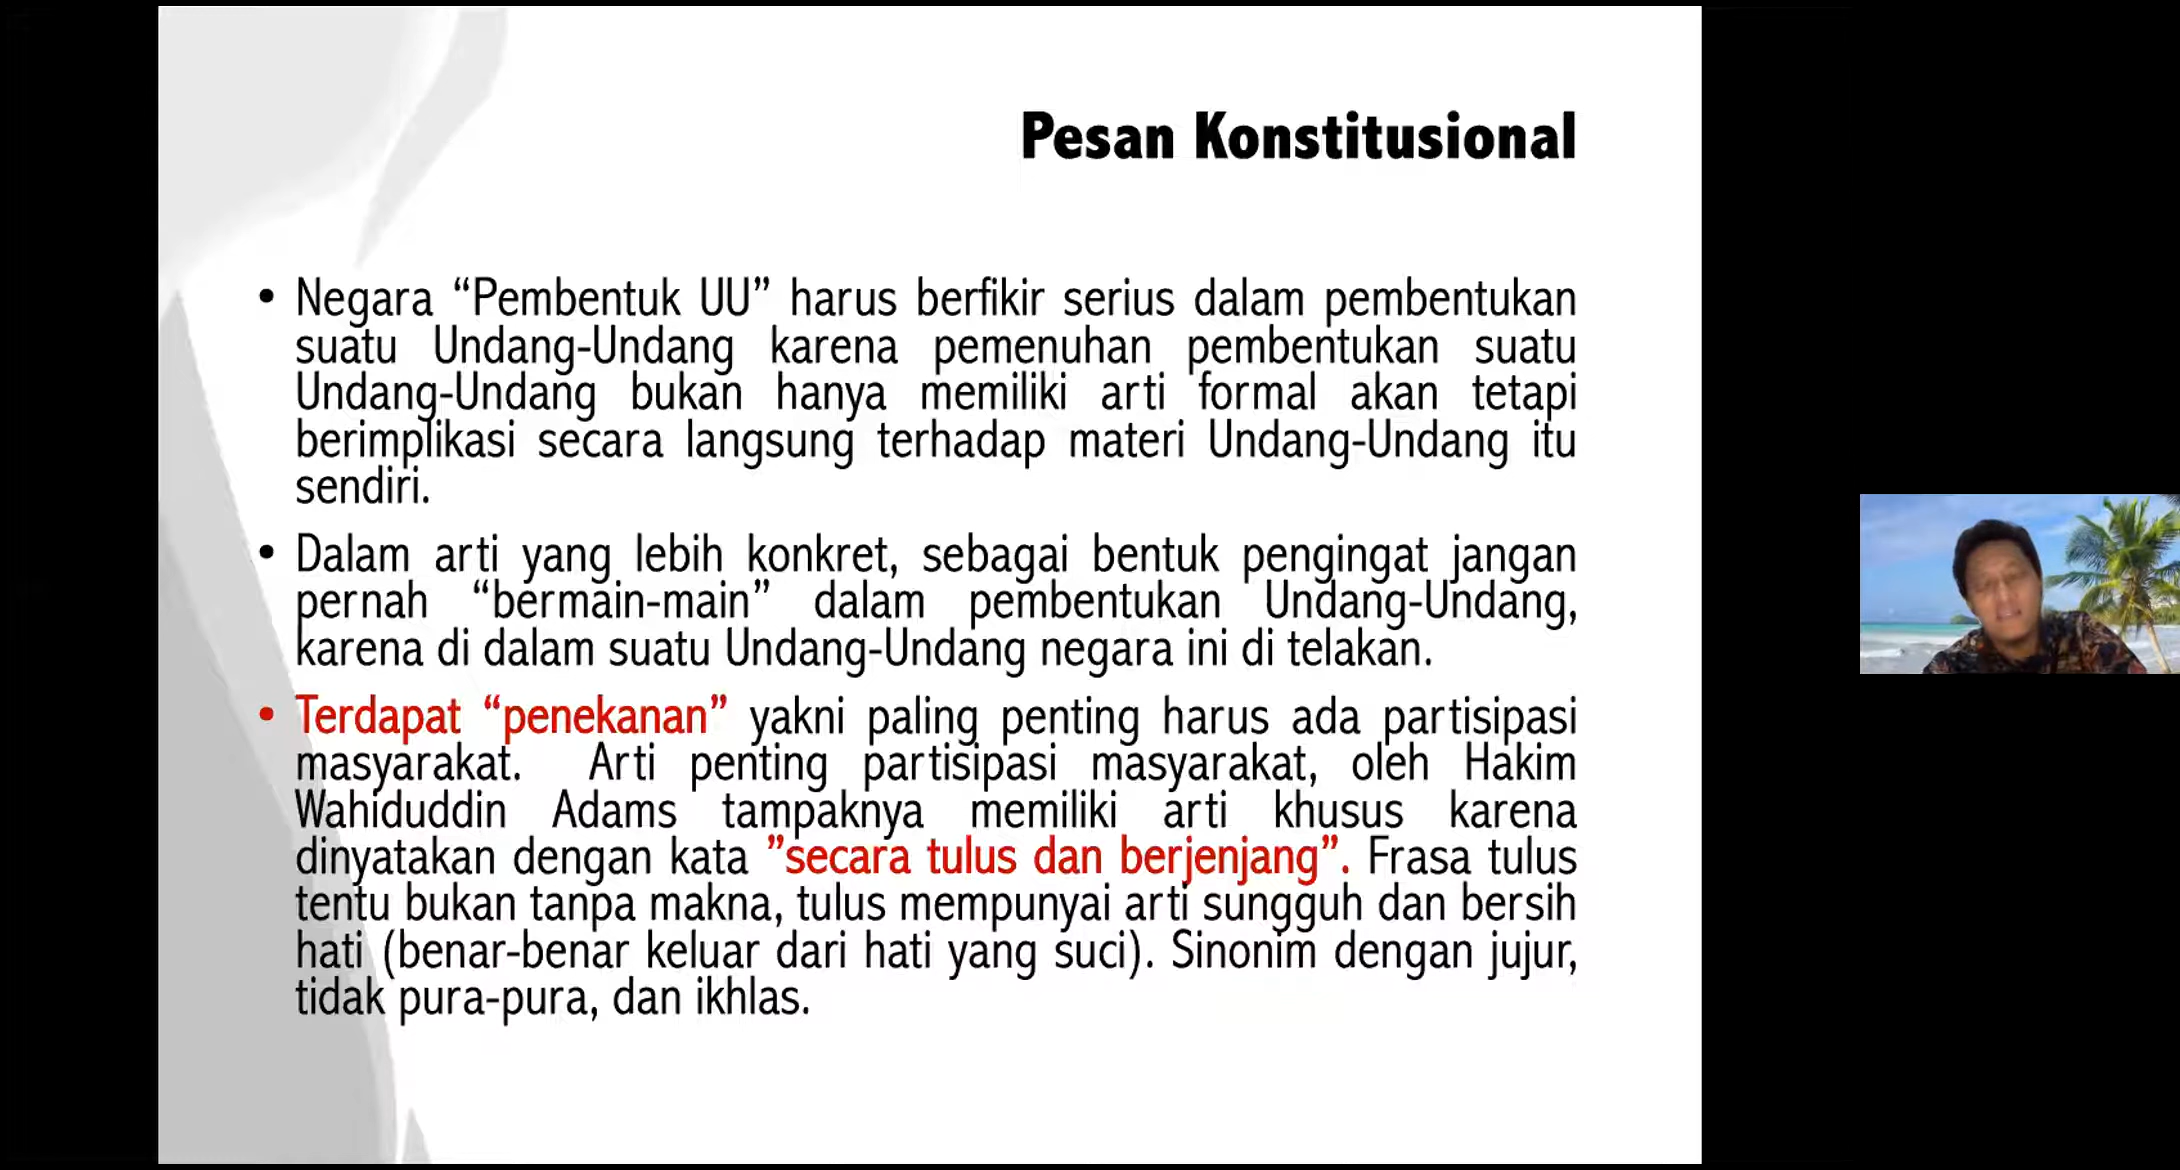 Pesan Konstitusional
• Negara “Pembentuk UU” harus berfikir serius dalam pembentukan
suatu Undang-Undang karena pemenuhan pembentukan suatu
Undang-Undang bukan hanya memiliki arti formal akan tetapi
berimplikasi secara langsung terhadap materi Undang-Undang itu
sendiri.
• Dalam arti yang lebih konkret, sebagai bentuk pengingat jangan
pernah “bermain-main” dalam pembentukan Undang-Undang,
karena di dalam suatu Undang-Undang negara ini di telakan.
• Terdapat “penekanan” yakni paling penting harus ada partisipasi
masyarakat. Arti penting partisipasi masyarakat, oleh Hakim
Wahiduddin Adams tampaknya memiliki arti khusus karena
dinyatakan dengan kata ”secara tulus dan berjenjang”. Frasa tulus
tentu bukan tanpa makna, tulus mempunyai arti sungguh dan bersih
hati (benar-benar keluar dari hati yang suci). Sinonim dengan jujur,
tidak pura-pura, dan ikhlas.